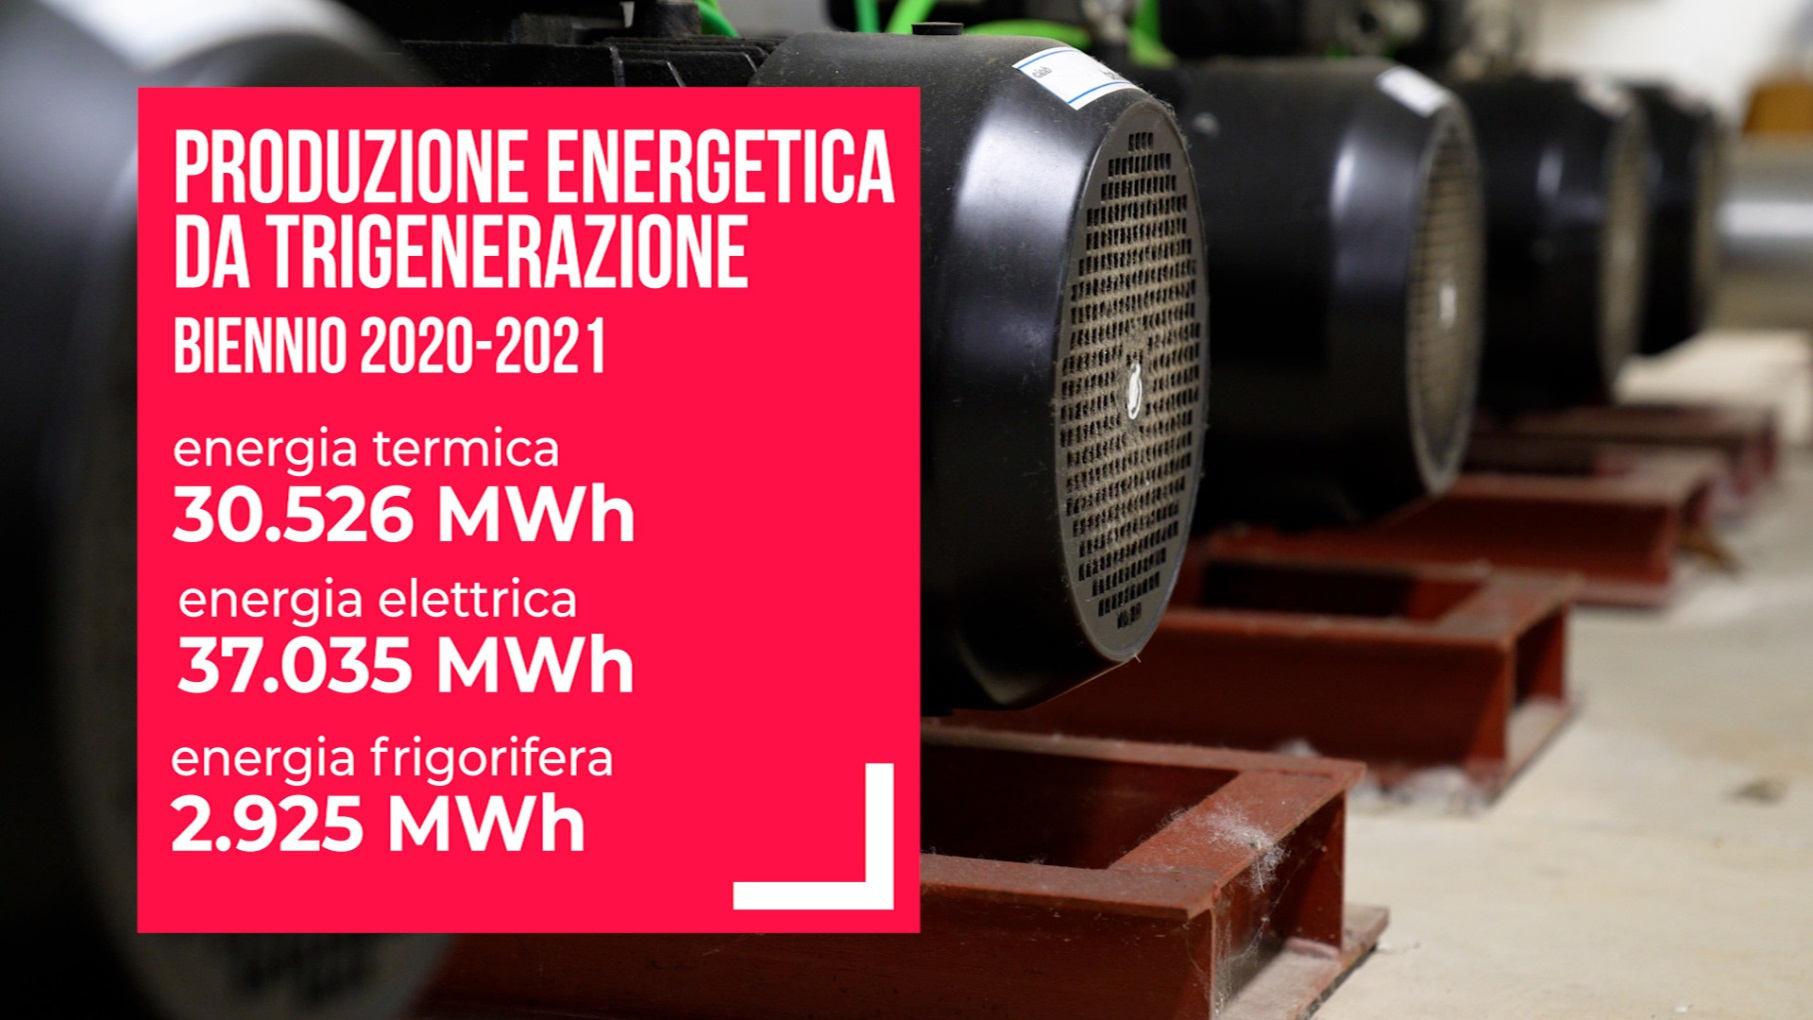 PRODUZIONE ENERGETICA
DA TRIGENERAZIONE
BIENNIO 2020-2021
energia termica
30.526 MWh
energia elettrica
37.035 MWh
energia frigorifera
2.925 MWh